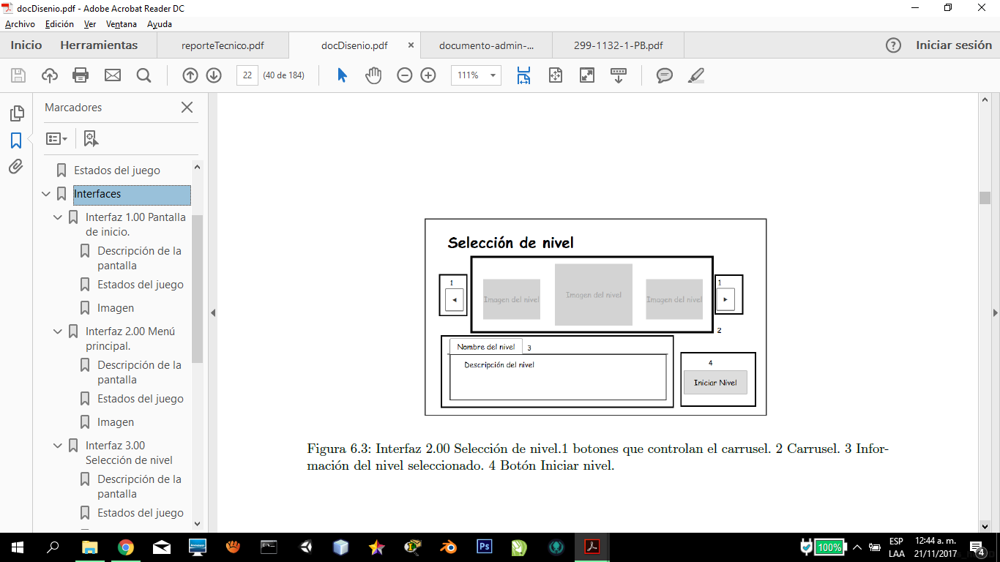 docDisenio.pdf - Adobe Acrobat Reader DC
Archivo Edición Ver Ventana Ayuda
Inicio Herramientas reporteTecnico.pdf docDisenio.pdf × documento-admin-... 299-1132-1-PB.pdf ? Iniciar sesión
22 (40 de 184) 111%
Marcadores
Estados del juego
Interfaces
Interfaz 1.00 Pantalla
de inicio.
Descripción de la
pantalla
Estados del juego
Imagen
Interfaz 2.00 Menú
principal.
Descripción de la
pantalla
Estados del juego
Imagen
Interfaz 3.00
Selección de nivel
Descripción de la
pantalla
Estados del juego
Selección de nivel
1 Imagen del nivel Imagen del nivel Imagen del nivel 1
2
Nombre del nivel 3
Descripción del nivel
4
Iniciar Nivel
Figura 6.3: Interfaz 2.00 Selección de nivel.1 botones que controlan el carrusel. 2 Carrusel. 3 Infor-
mación del nivel seleccionado. 4 Botón Iniciar nivel.
100% ESP 12:44 a. m.
LAA 21/11/2017 4
Ps